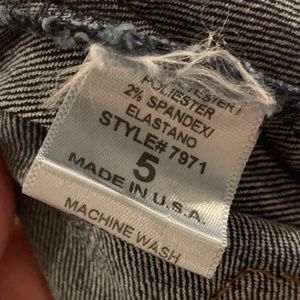 POLYESTER
2% SPANDEX/
ELASTANO
STYLE# 7971
5
MADE IN U.S.A.
MACHINE WASH